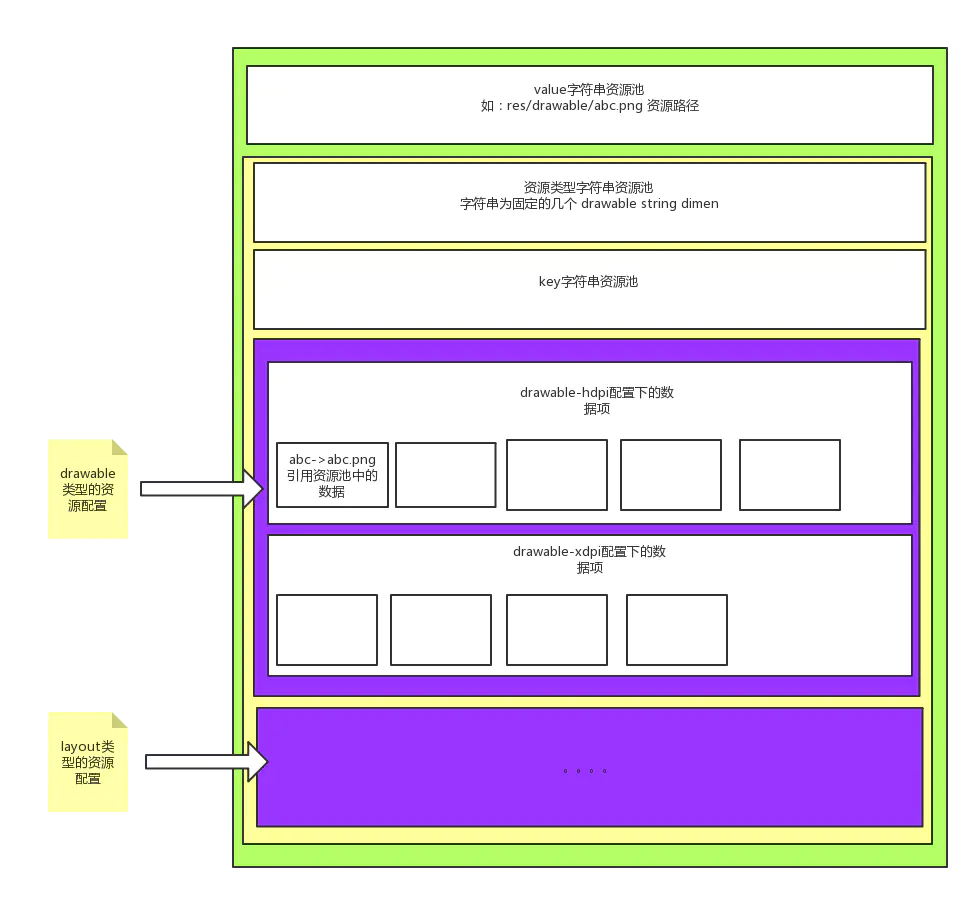 value字符串资源池
如：res/drawable/abc.png 资源路径
资源类型字符串资源池
字符串为固定的几个 drawable string dimen
key字符串资源池
drawable-hdpi配置下的数
据项
abc->abc.png
引用资源池中的
数据
drawable
类型的资
源配置
drawable-xdpi配置下的数
据项
layout类
型的资源
配置
。。。。